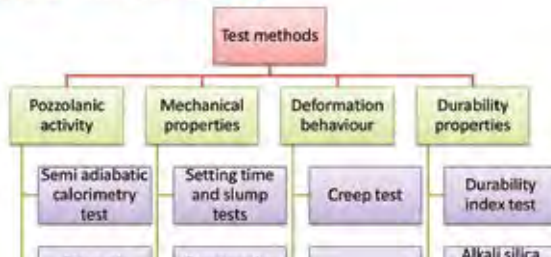 Test methods
Pozzolanic
activity
Mechanical
properties
Deformation
behaviour
Durability
properties
Semi adiabatic
calorimetry
test
Setting time
and slump
tests
Creep test
Durability
index test
Alkali silica